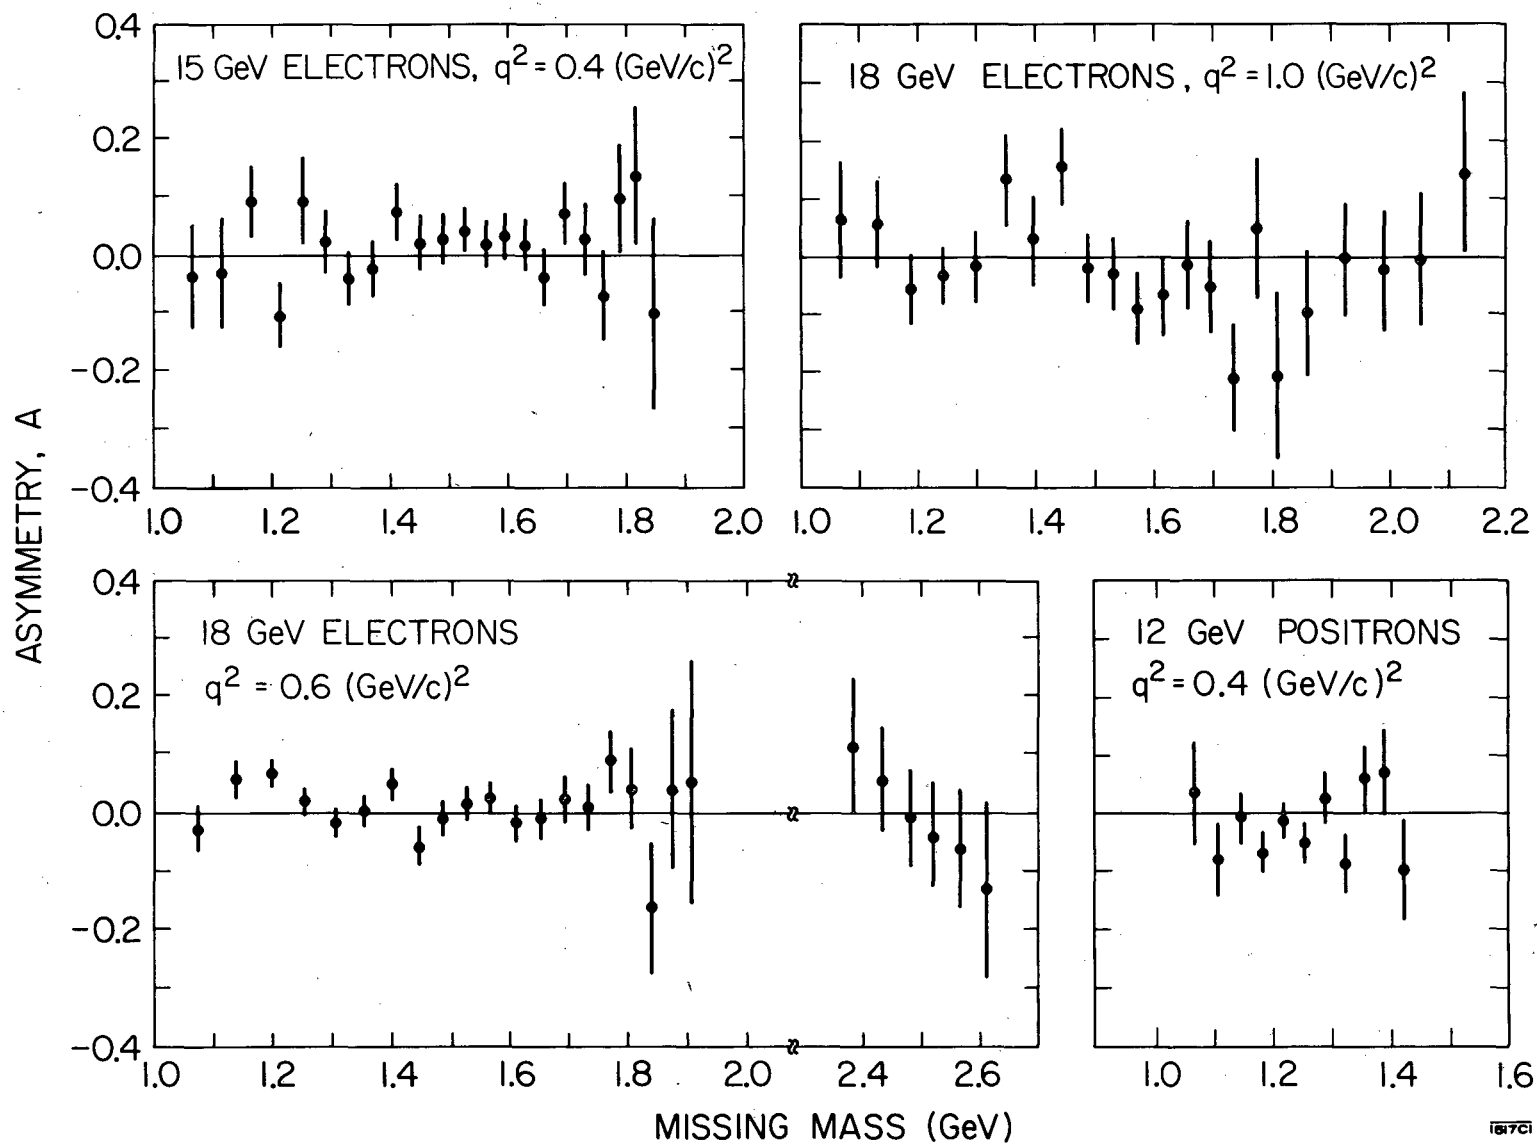 0.4
0.2
0.0
-0.2
-0.4
15 GeV ELECTRONS, q² = 0.4 (GeV/c)²
1.0 1.2 1.4 1.6 1.8 2.0
18 GeV ELECTRONS, q² = 1.0 (GeV/c)²
1.0 1.2 1.4 1.6 1.8 2.0 2.2
ASYMMETRY, A
0.4
0.2
0.0
-0.2
-0.4
18 GeV ELECTRONS
q² = 0.6 (GeV/c)²
1.0 1.2 1.4 1.6 1.8 2.0 2.4 2.6
12 GeV POSITRONS
q² = 0.4 (GeV/c)²
1.0 1.2 1.4 1.6
MISSING MASS (GeV)
1617C1